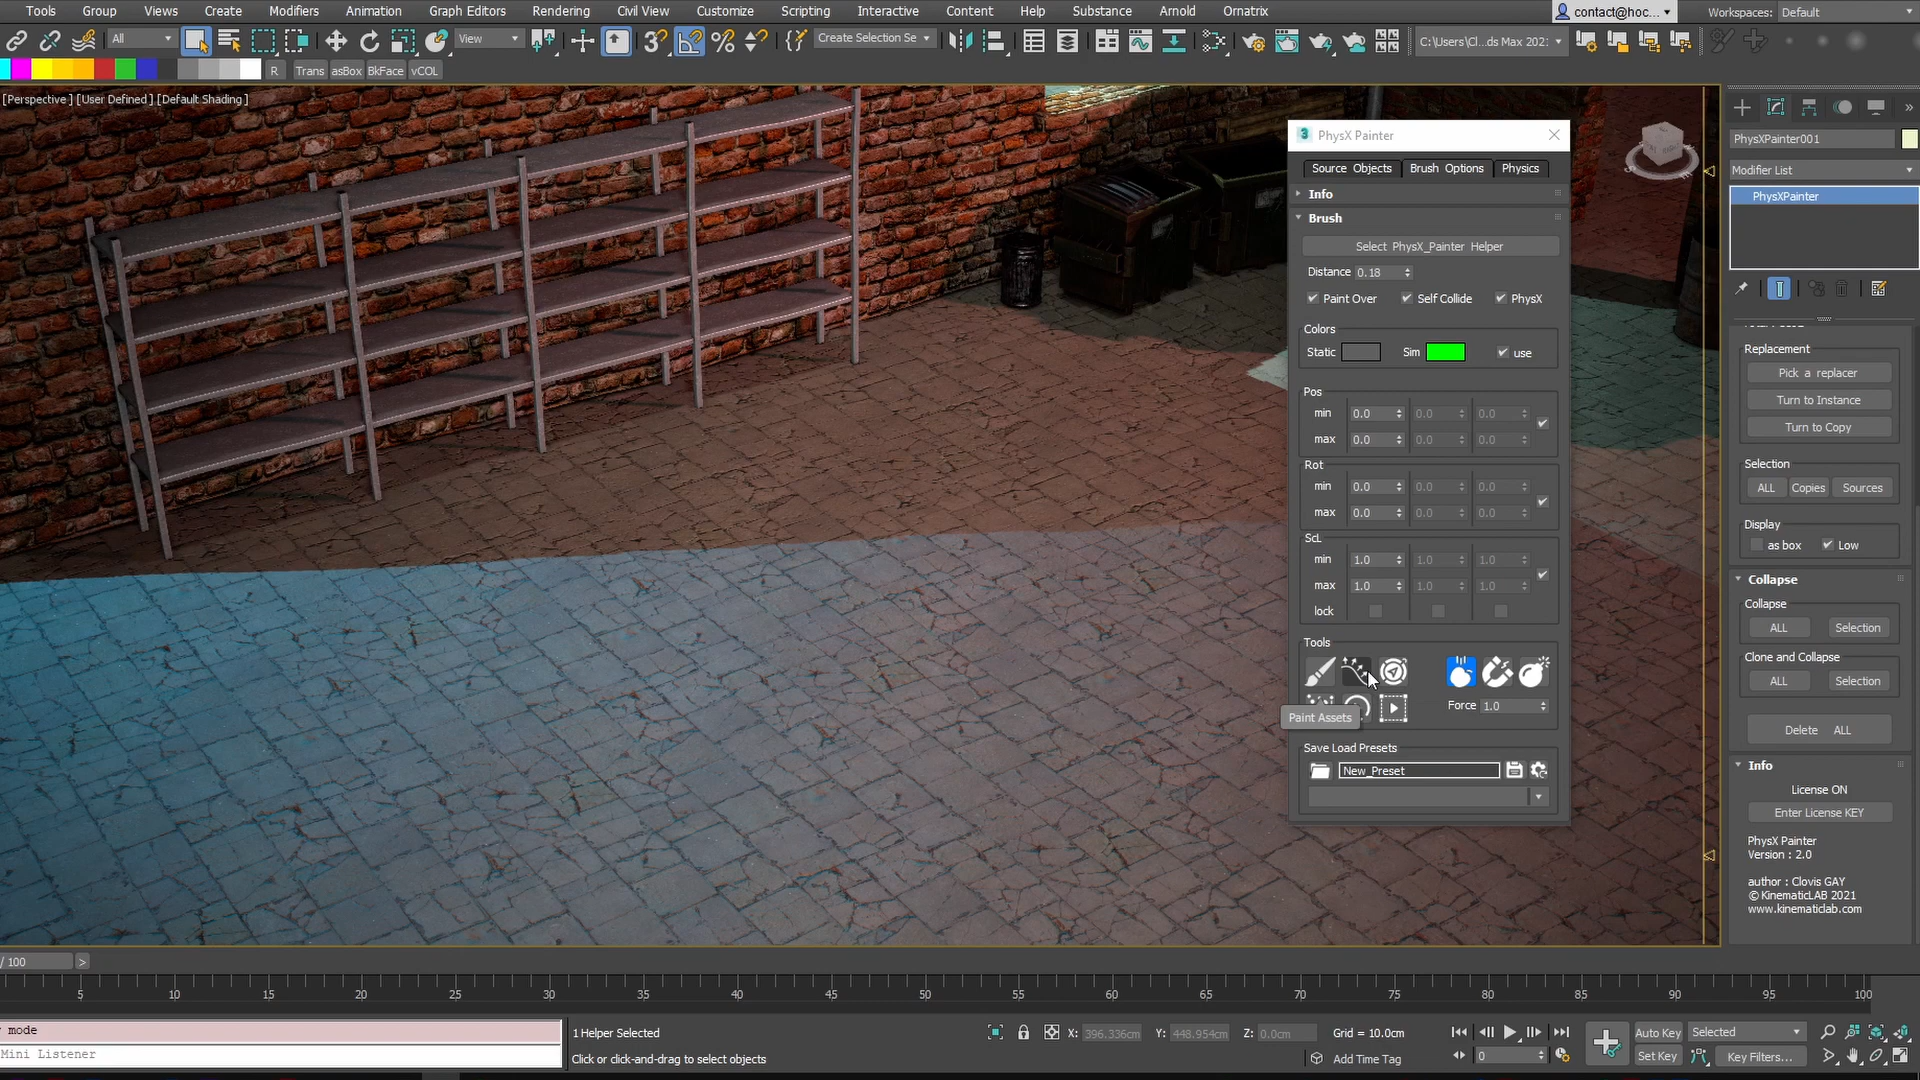 Tools Group Views Create Modifiers Animation Graph Editors Rendering Civil View Customize Scripting Interactive Content Help Substance Arnold Ornatrix contact@hoc... Workspaces: Default
All View Create Selection Se C:\Users\Cl...ds Max 2021
R Trans asBox BkFace vCOL
[Perspective ] [User Defined ] [Default Shading ]
PhysX Painter
Source Objects Brush Options Physics
Info
Brush
Select PhysX_Painter Helper
Distance 0.18
Paint Over Self Collide PhysX
Colors
Static Sim use
Pos
min 0.0 0.0 0.0
max 0.0 0.0 0.0
Rot
min 0.0 0.0 0.0
max 0.0 0.0 0.0
ScL
min 1.0 1.0 1.0
max 1.0 1.0 1.0
lock
Tools
Force 1.0
Paint Assets
Save Load Presets
New_Preset
PhysXPainter001
Modifier List
PhysXPainter
Replacement
Pick a replacer
Turn to Instance
Turn to Copy
Selection
ALL Copies Sources
Display
as box Low
Collapse
Collapse
ALL Selection
Clone and Collapse
ALL Selection
Delete ALL
Info
License ON
Enter License KEY
PhysX Painter
Version : 2.0
author : Clovis GAY
© KinematicLAB 2021
www.kinematiclab.com
/ 100 >
5 10 15 20 25 30 35 40 45 50 55 60 65 70 75 80 85 90 95 100
mode
Mini Listener
1 Helper Selected
Click or click-and-drag to select objects
X: 396.336cm Y: 448.954cm Z: 0.0cm Grid = 10.0cm
Add Time Tag
0
Auto Key Selected
Set Key Key Filters...